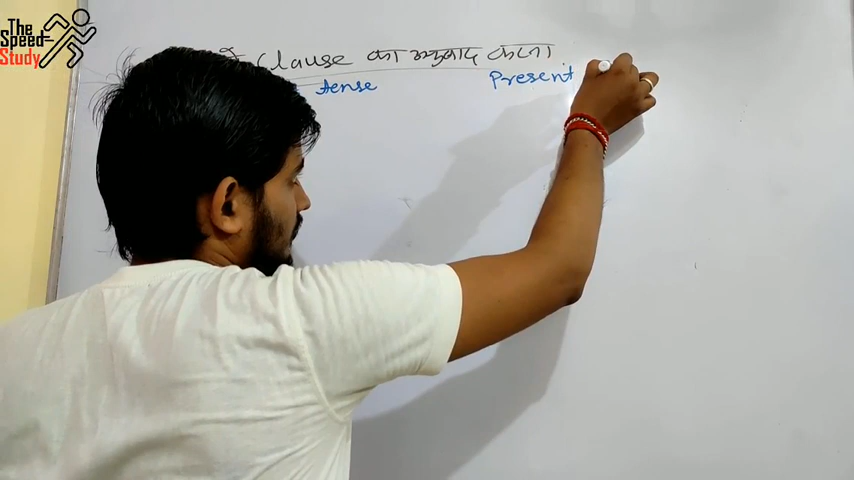 The
Speed
Study
Clause का अनुवाद करना
tense Present